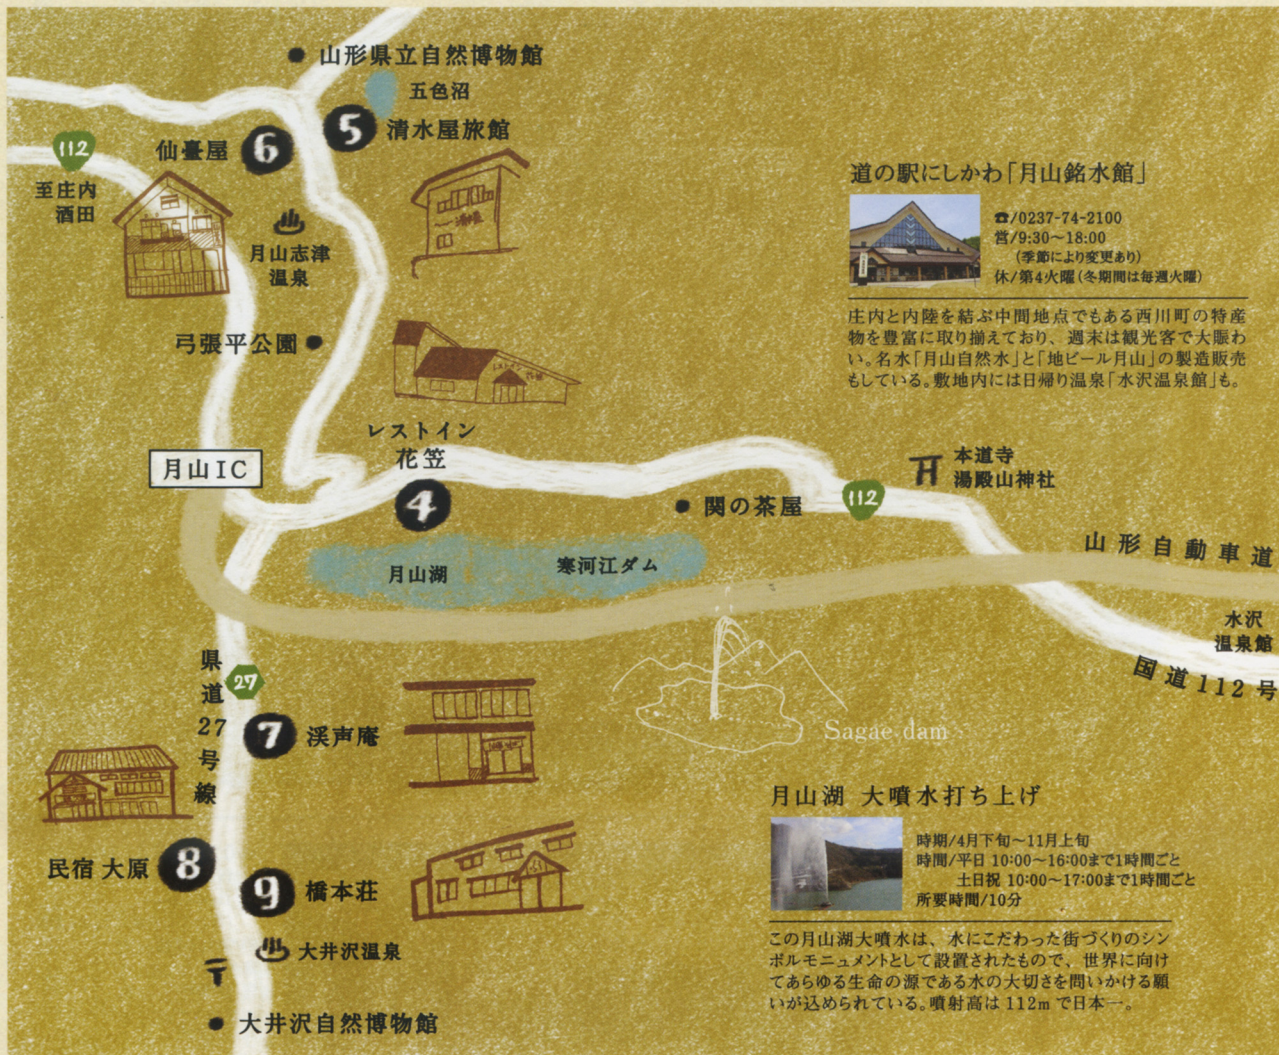 山形県立自然博物館
五色沼
5
清水屋旅館
6
仙臺屋
112
至庄内
酒田
月山志津
温泉
弓張平公園
レストイン
花笠
4
月山IC
関の茶屋
112
本道寺
湯殿山神社
山形自動車道
月山湖
寒河江ダム
水沢
温泉館
国道112号
県道27号線
27
7
渓声庵
8
民宿 大原
9
橋本荘
大井沢温泉
大井沢自然博物館
Sagae dam
道の駅にしかわ「月山銘水館」
☎/0237-74-2100
営/9:30〜18:00
(季節により変更あり)
休/第4火曜(冬期間は毎週火曜)
庄内と内陸を結ぶ中間地点でもある西川町の特産
物を豊富に取り揃えており、週末は観光客で大賑わ
い。名水「月山自然水」と「地ビール月山」の製造販売
もしている。敷地内には日帰り温泉「水沢温泉館」も。
月山湖 大噴水打ち上げ
時期/4月下旬〜11月上旬
時間/平日 10:00〜16:00まで1時間ごと
土日祝 10:00〜17:00まで1時間ごと
所要時間/10分
この月山湖大噴水は、水にこだわった街づくりのシン
ボルモニュメントとして設置されたもので、世界に向け
てあらゆる生命の源である水の大切さを問いかける願
いが込められている。噴射高は112mで日本一。